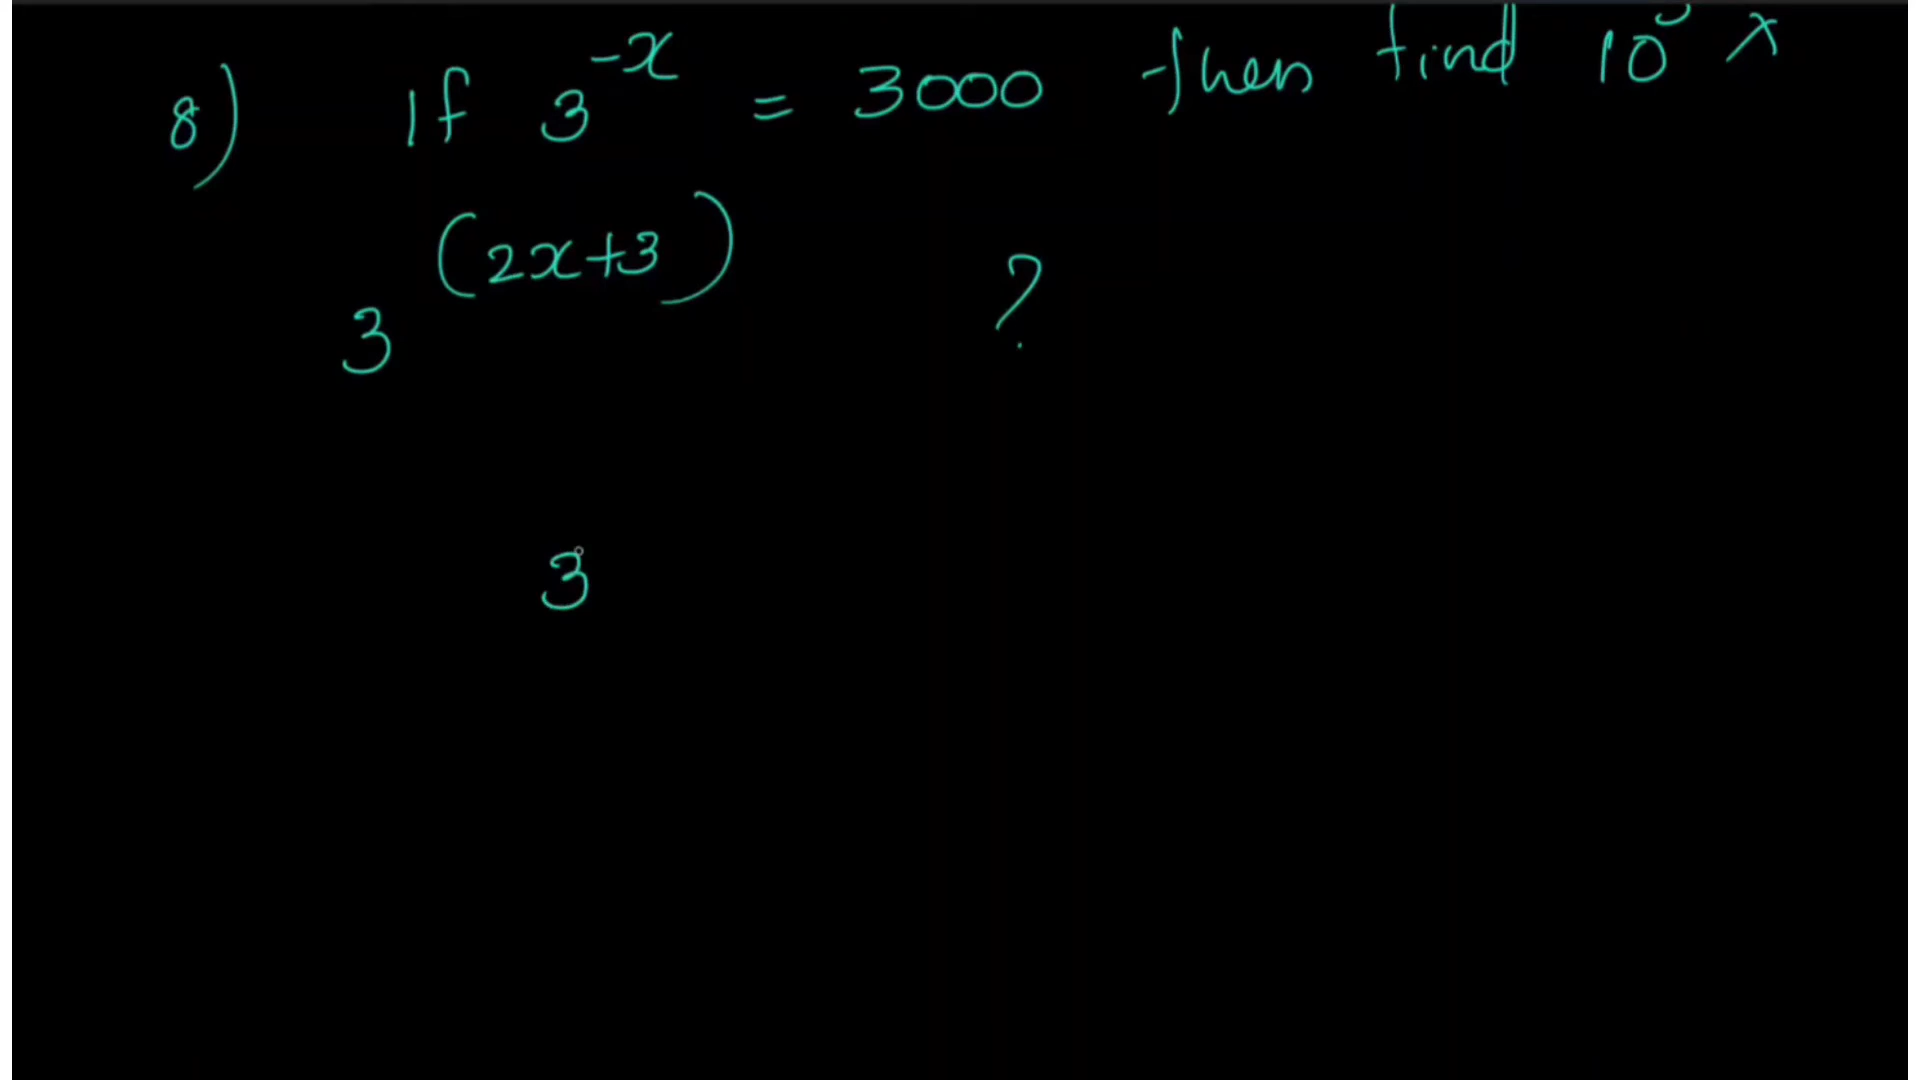 8) If 3^-x = 3000 then find 10 ×
3^(2x+3) ?
3